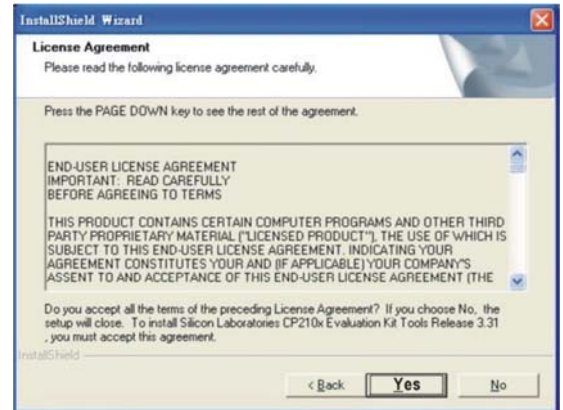 InstallShield Wizard
License Agreement
Please read the following license agreement carefully.
Press the PAGE DOWN key to see the rest of the agreement.
END-USER LICENSE AGREEMENT
IMPORTANT: READ CAREFULLY
BEFORE AGREEING TO TERMS
THIS PRODUCT CONTAINS CERTAIN COMPUTER PROGRAMS AND OTHER THIRD
PARTY PROPRIETARY MATERIAL ("LICENSED PRODUCT"), THE USE OF WHICH IS
SUBJECT TO THIS END-USER LICENSE AGREEMENT. INDICATING YOUR
AGREEMENT CONSTITUTES YOUR AND (IF APPLICABLE) YOUR COMPANY'S
ASSENT TO AND ACCEPTANCE OF THIS END-USER LICENSE AGREEMENT (THE
Do you accept all the terms of the preceding License Agreement? If you choose No, the
setup will close. To install Silicon Laboratories CP210x Evaluation Kit Tools Release 3.31
, you must accept this agreement.
InstallShield
< Back
Yes
No